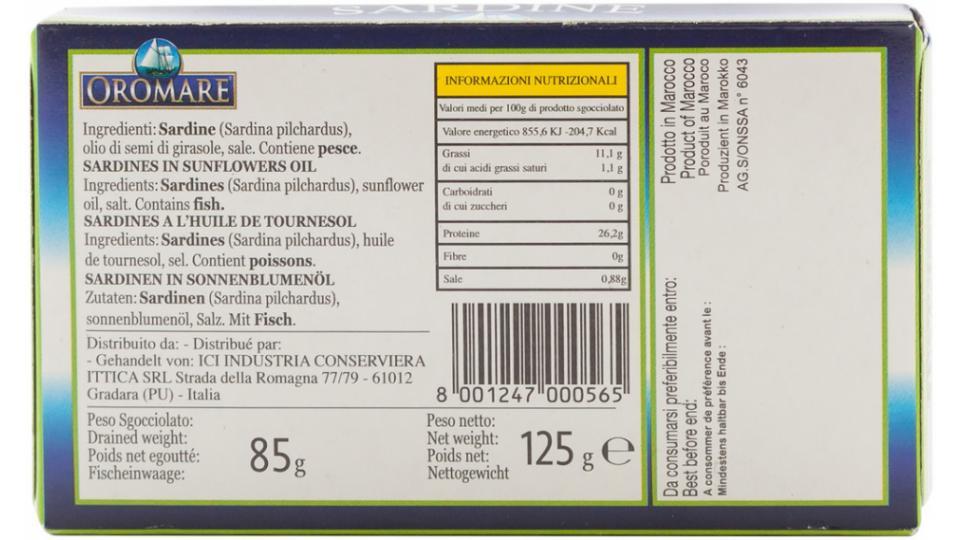 SARDINE
OROMARE
Ingredienti: Sardine (Sardina pilchardus),
olio di semi di girasole, sale. Contiene pesce.
SARDINES IN SUNFLOWERS OIL
Ingredients: Sardines (Sardina pilchardus), sunflower
oil, salt. Contains fish.
SARDINES A L'HUILE DE TOURNESOL
Ingredients: Sardines (Sardina pilchardus), huile
de tournesol, sel. Contient poissons.
SARDINEN IN SONNENBLUMENÖL
Zutaten: Sardinen (Sardina pilchardus),
sonnenblumenöl, Salz. Mit Fisch.
Distribuito da: - Distribué par:
- Gehandelt von: ICI INDUSTRIA CONSERVIERA
ITTICA SRL Strada della Romagna 77/79 - 61012
Gradara (PU) - Italia
Peso Sgocciolato:
Drained weight:
Poids net egoutté:
Fischeinwaage:
85g
INFORMAZIONI NUTRIZIONALI
Valori medi per 100g di prodotto sgocciolato
Valore energetico 855,6 KJ -204,7 Kcal
Grassi 11,1 g
di cui acidi grassi saturi 1,1 g
Carboidrati 0 g
di cui zuccheri 0 g
Proteine 26,2g
Fibre 0g
Sale 0,88g
8 001247 000565
Peso netto:
Net weight:
Poids net:
Nettogewicht
125 g e
Prodotto in Marocco
Product of Marocco
Poroduit au Maroco
Produzient in Marokko
AG.S/ONSSA n° 6043
Da consumarsi preferibilmente entro:
Best before end:
A consommer de préférence avant le :
Mindestens haltbar bis Ende :